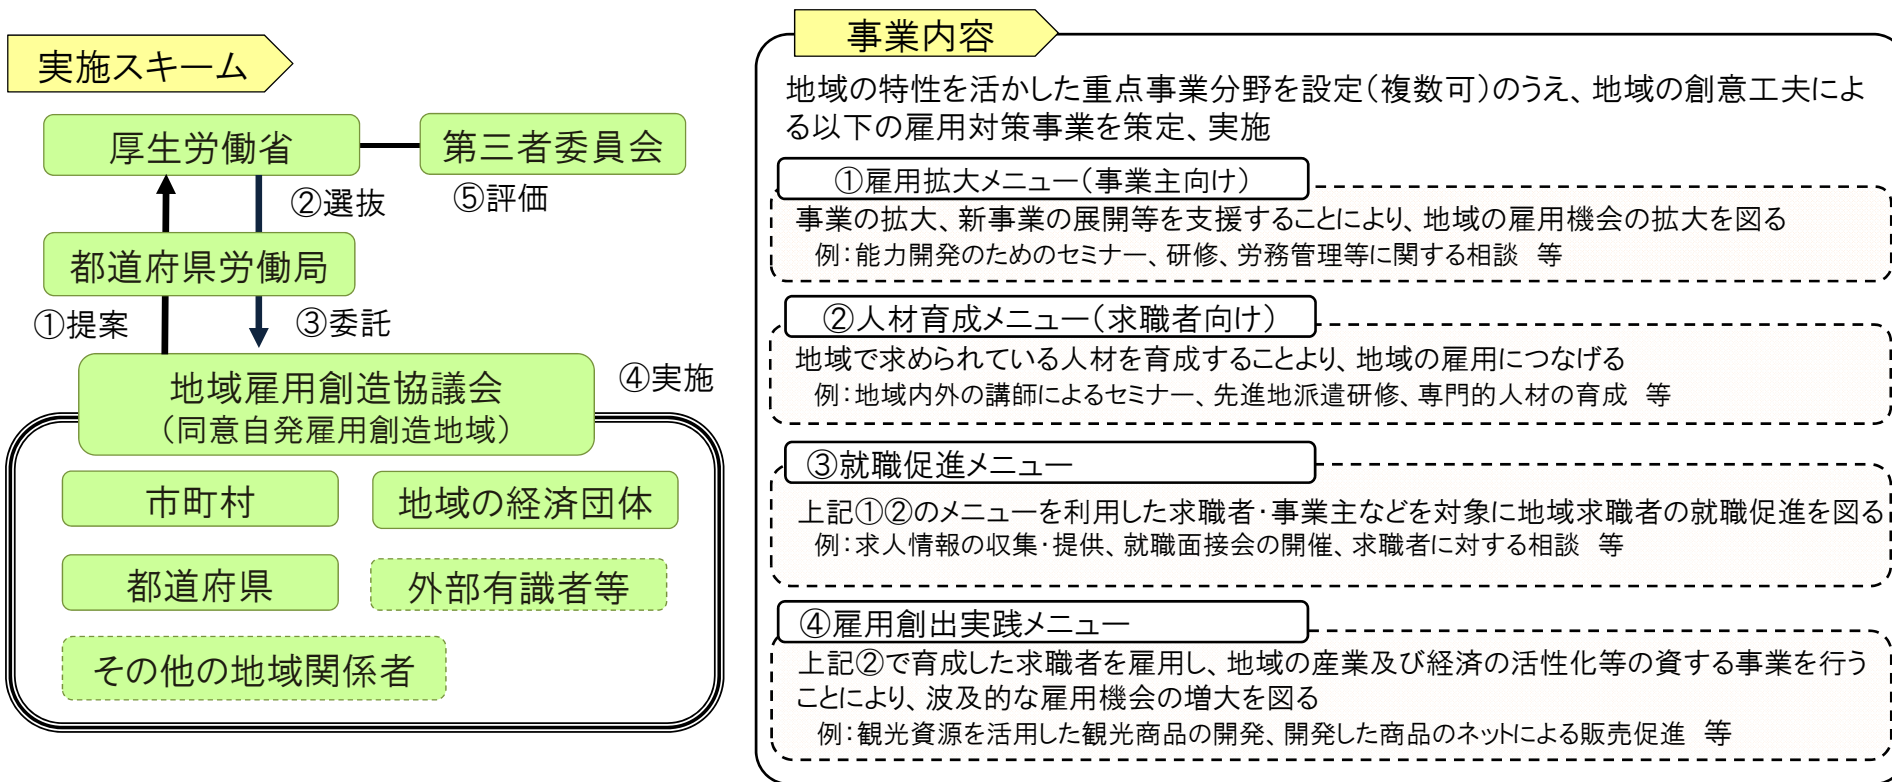 実施スキーム
厚生労働省
第三者委員会
②選抜
⑤評価
都道府県労働局
①提案
③委託
地域雇用創造協議会
（同意自発雇用創造地域）
④実施
市町村
地域の経済団体
都道府県
外部有識者等
その他の地域関係者
事業内容
地域の特性を活かした重点事業分野を設定（複数可）のうえ、地域の創意工夫によ
る以下の雇用対策事業を策定、実施
①雇用拡大メニュー（事業主向け）
事業の拡大、新事業の展開等を支援することにより、地域の雇用機会の拡大を図る
例：能力開発のためのセミナー、研修、労務管理等に関する相談　等
②人材育成メニュー（求職者向け）
地域で求められている人材を育成することより、地域の雇用につなげる
例：地域内外の講師によるセミナー、先進地派遣研修、専門的人材の育成　等
③就職促進メニュー
上記①②のメニューを利用した求職者・事業主などを対象に地域求職者の就職促進を図る
例：求人情報の収集・提供、就職面接会の開催、求職者に対する相談　等
④雇用創出実践メニュー
上記②で育成した求職者を雇用し、地域の産業及び経済の活性化等の資する事業を行う
ことにより、波及的な雇用機会の増大を図る
例：観光資源を活用した観光商品の開発、開発した商品のネットによる販売促進　等